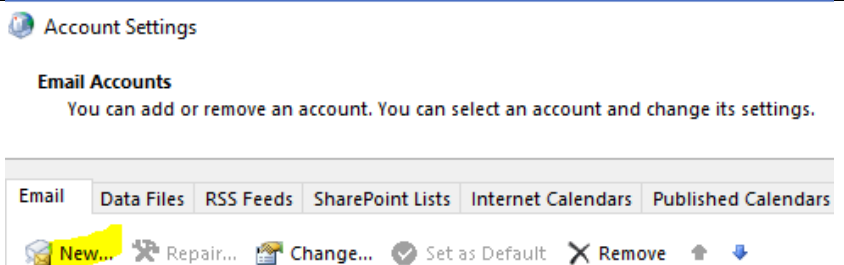 Account Settings
Email Accounts
You can add or remove an account. You can select an account and change its settings.
Email Data Files RSS Feeds SharePoint Lists Internet Calendars Published Calendars
New... Repair... Change... Set as Default Remove